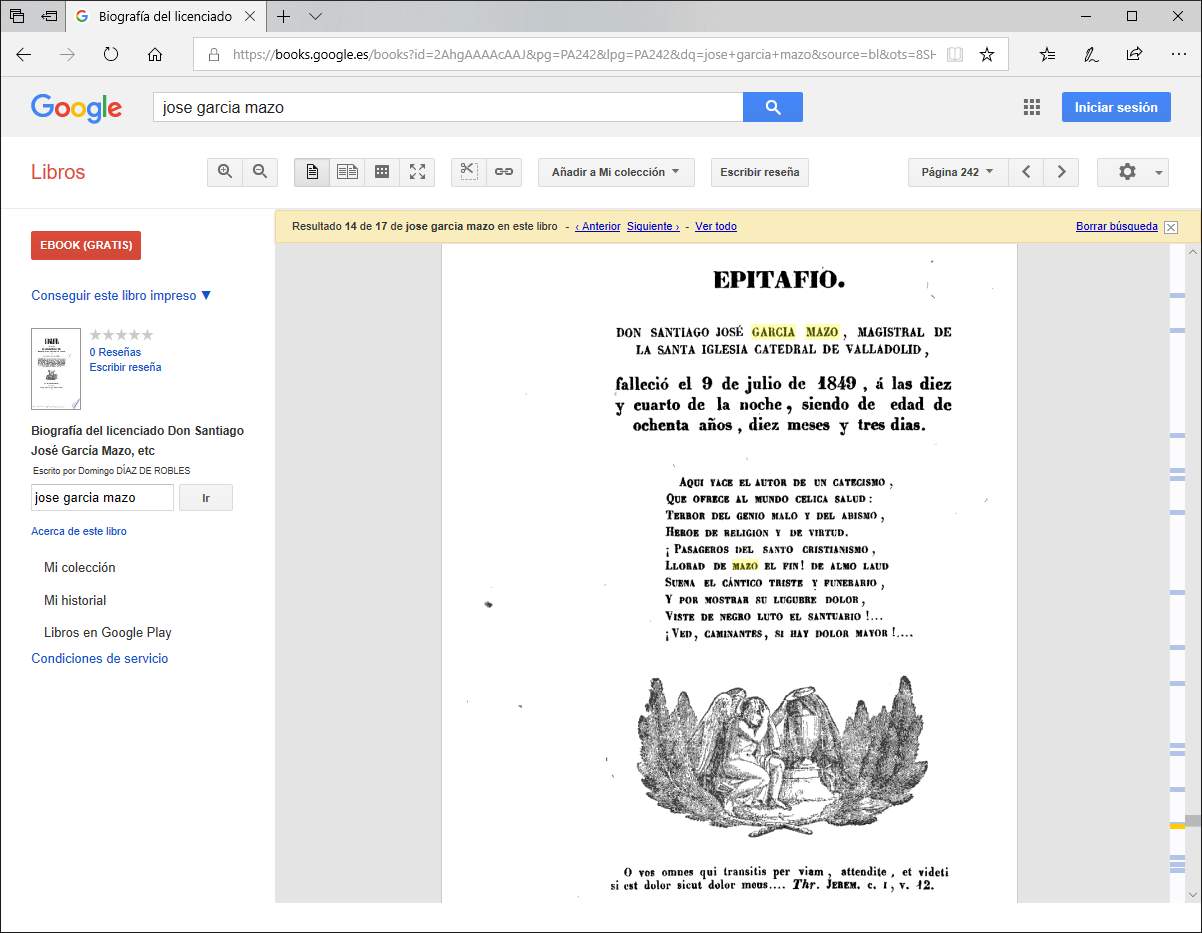 Biografía del licenciado
https://books.google.es/books?id=2AhgAAAAcAAJ&pg=PA242&lpg=PA242&dq=jose+garcia+mazo&source=bl&ots=8SH
Google
jose garcia mazo
Iniciar sesión
Libros
Añadir a Mi colección
Escribir reseña
Página 242
Resultado 14 de 17 de jose garcia mazo en este libro - ‹ Anterior Siguiente › - Ver todo
Borrar búsqueda
EBOOK (GRATIS)
Conseguir este libro impreso ▼
0 Reseñas
Escribir reseña
Biografía del licenciado Don Santiago
José García Mazo, etc
Escrito por Domingo DÍAZ DE ROBLES
jose garcia mazo
Ir
Acerca de este libro
Mi colección
Mi historial
Libros en Google Play
Condiciones de servicio
EPITAFIO.
DON SANTIAGO JOSÉ GARCIA MAZO, MAGISTRAL DE
LA SANTA IGLESIA CATEDRAL DE VALLADOLID,
falleció el 9 de julio de 1849, á las diez
y cuarto de la noche, siendo de edad de
ochenta años, diez meses y tres dias.
AQUI YACE EL AUTOR DE UN CATECISMO,
QUE OFRECE AL MUNDO CELICA SALUD:
TERROR DEL GENIO MALO Y DEL ABISMO,
HEROE DE RELIGION Y DE VIRTUD.
¡PASAGEROS DEL SANTO CRISTIANISMO,
LLORAD DE MAZO EL FIN! DE ALMO LAUD
SUENA EL CÁNTICO TRISTE Y FUNERARIO,
Y POR MOSTRAR SU LUGUBRE DOLOR,
VISTE DE NEGRO LUTO EL SANTUARIO!...
¡VED, CAMINANTES, SI HAY DOLOR MAYOR!....
O vos omnes qui transitis per viam, attendite, et videti
si est dolor sicut dolor meus.... Thr. JEREM. c. I, v. 12.